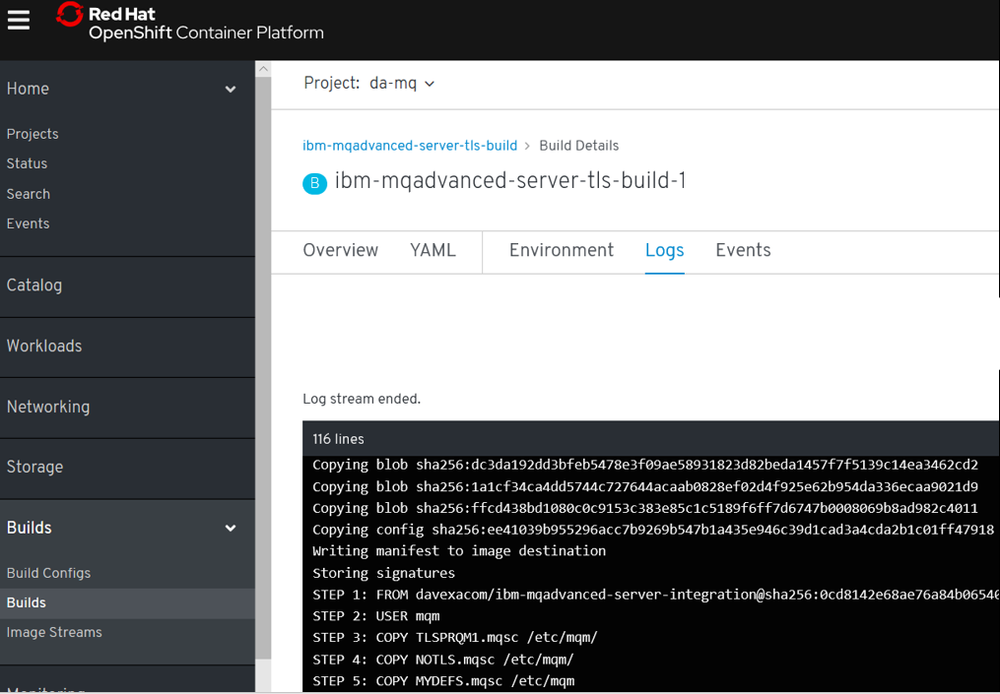 Red Hat
OpenShift Container Platform
Home
Projects
Status
Search
Events
Catalog
Workloads
Networking
Storage
Builds
Build Configs
Builds
Image Streams
Monitoring
Project: da-mq
ibm-mqadvanced-server-tls-build > Build Details
B ibm-mqadvanced-server-tls-build-1
Overview YAML Environment Logs Events
Log stream ended.
116 lines
Copying blob sha256:dc3da192dd3bfeb5478e3f09ae58931823d82beda1457f7f5139c14ea3462cd2
Copying blob sha256:1a1cf34ca4dd5744c727644acaab0828ef02d4f925e62b954da336ecaa9021d9
Copying blob sha256:ffcd438bd1080c0c9153c383e85c1c5189f6ff7d6747b0008069b8ad982c4011
Copying config sha256:ee41039b955296acc7b9269b547b1a435e946c39d1cad3a4cda2b1c01ff47918
Writing manifest to image destination
Storing signatures
STEP 1: FROM davexacom/ibm-mqadvanced-server-integration@sha256:0cd8142e68ae76a84b06540
STEP 2: USER mqm
STEP 3: COPY TLSPRQM1.mqsc /etc/mqm/
STEP 4: COPY NOTLS.mqsc /etc/mqm/
STEP 5: COPY MYDEFS.mqsc /etc/mqm